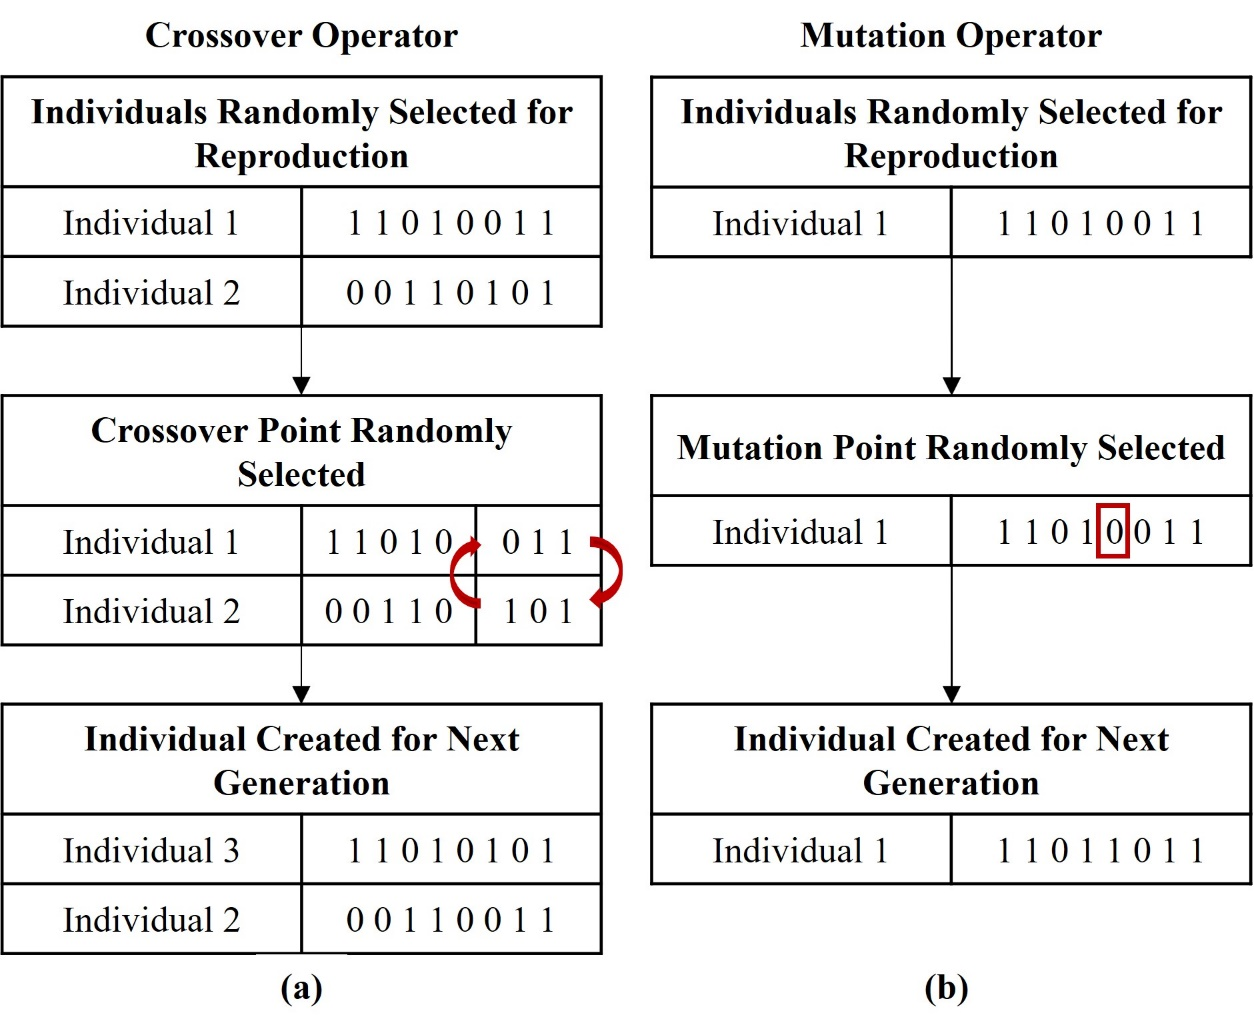 Crossover Operator
Individuals Randomly Selected for
Reproduction
Individual 1 1 1 0 1 0 0 1 1
Individual 2 0 0 1 1 0 1 0 1
Crossover Point Randomly
Selected
Individual 1 1 1 0 1 0 0 1 1
Individual 2 0 0 1 1 0 1 0 1
Individual Created for Next
Generation
Individual 3 1 1 0 1 0 1 0 1
Individual 2 0 0 1 1 0 0 1 1
(a)
Mutation Operator
Individuals Randomly Selected for
Reproduction
Individual 1 1 1 0 1 0 0 1 1
Mutation Point Randomly Selected
Individual 1 1 1 0 1 0 0 1 1
Individual Created for Next
Generation
Individual 1 1 1 0 1 1 0 1 1
(b)